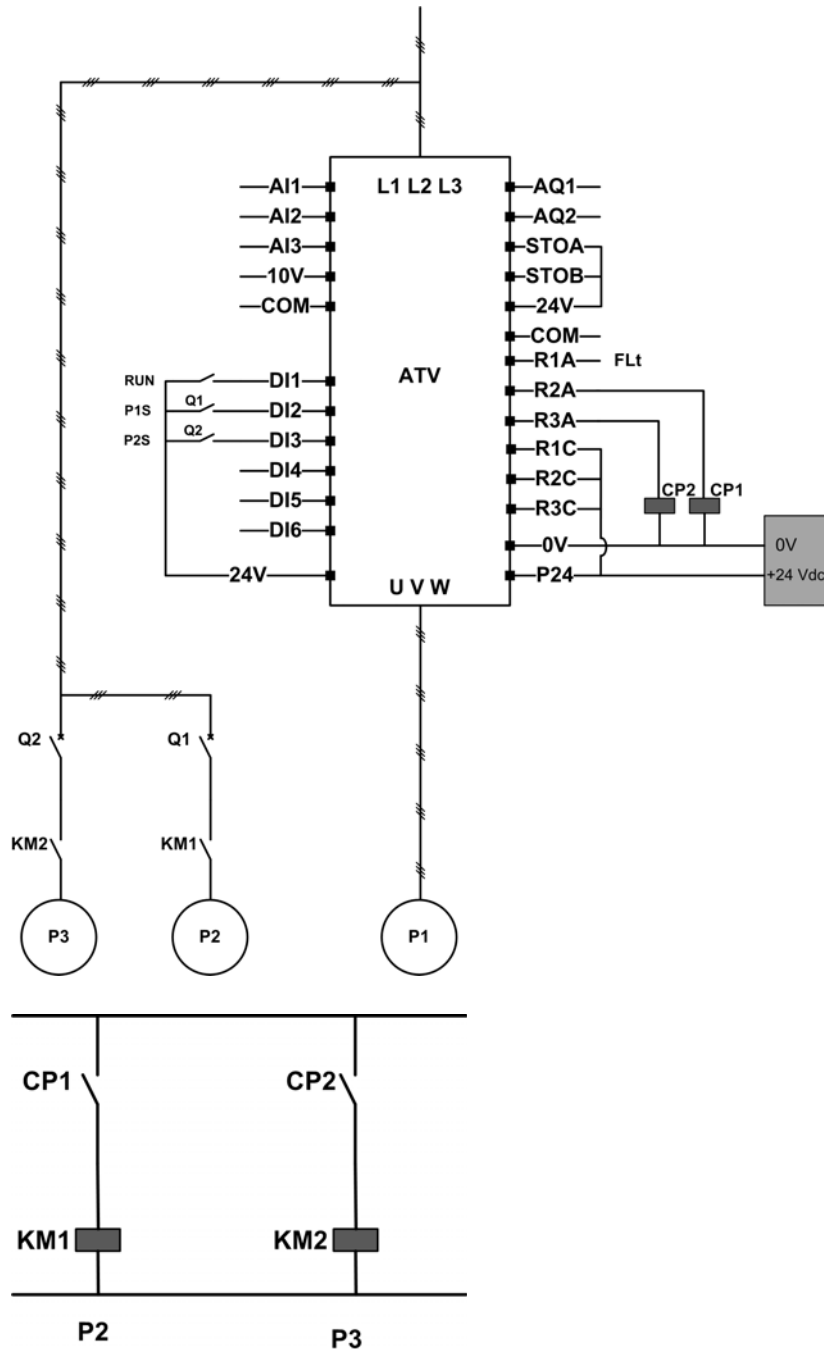 L1 L2 L3
AI1
AI2
AI3
10V
COM
RUN
DI1
P1S
Q1
DI2
P2S
Q2
DI3
DI4
DI5
DI6
24V
ATV
U V W
AQ1
AQ2
STOA
STOB
24V
COM
R1A FLt
R2A
R3A
R1C
R2C
R3C
CP2 CP1
0V
0V
P24
+24 Vdc
Q2
Q1
KM2
KM1
P3
P2
P1
CP1
CP2
KM1
KM2
P2
P3